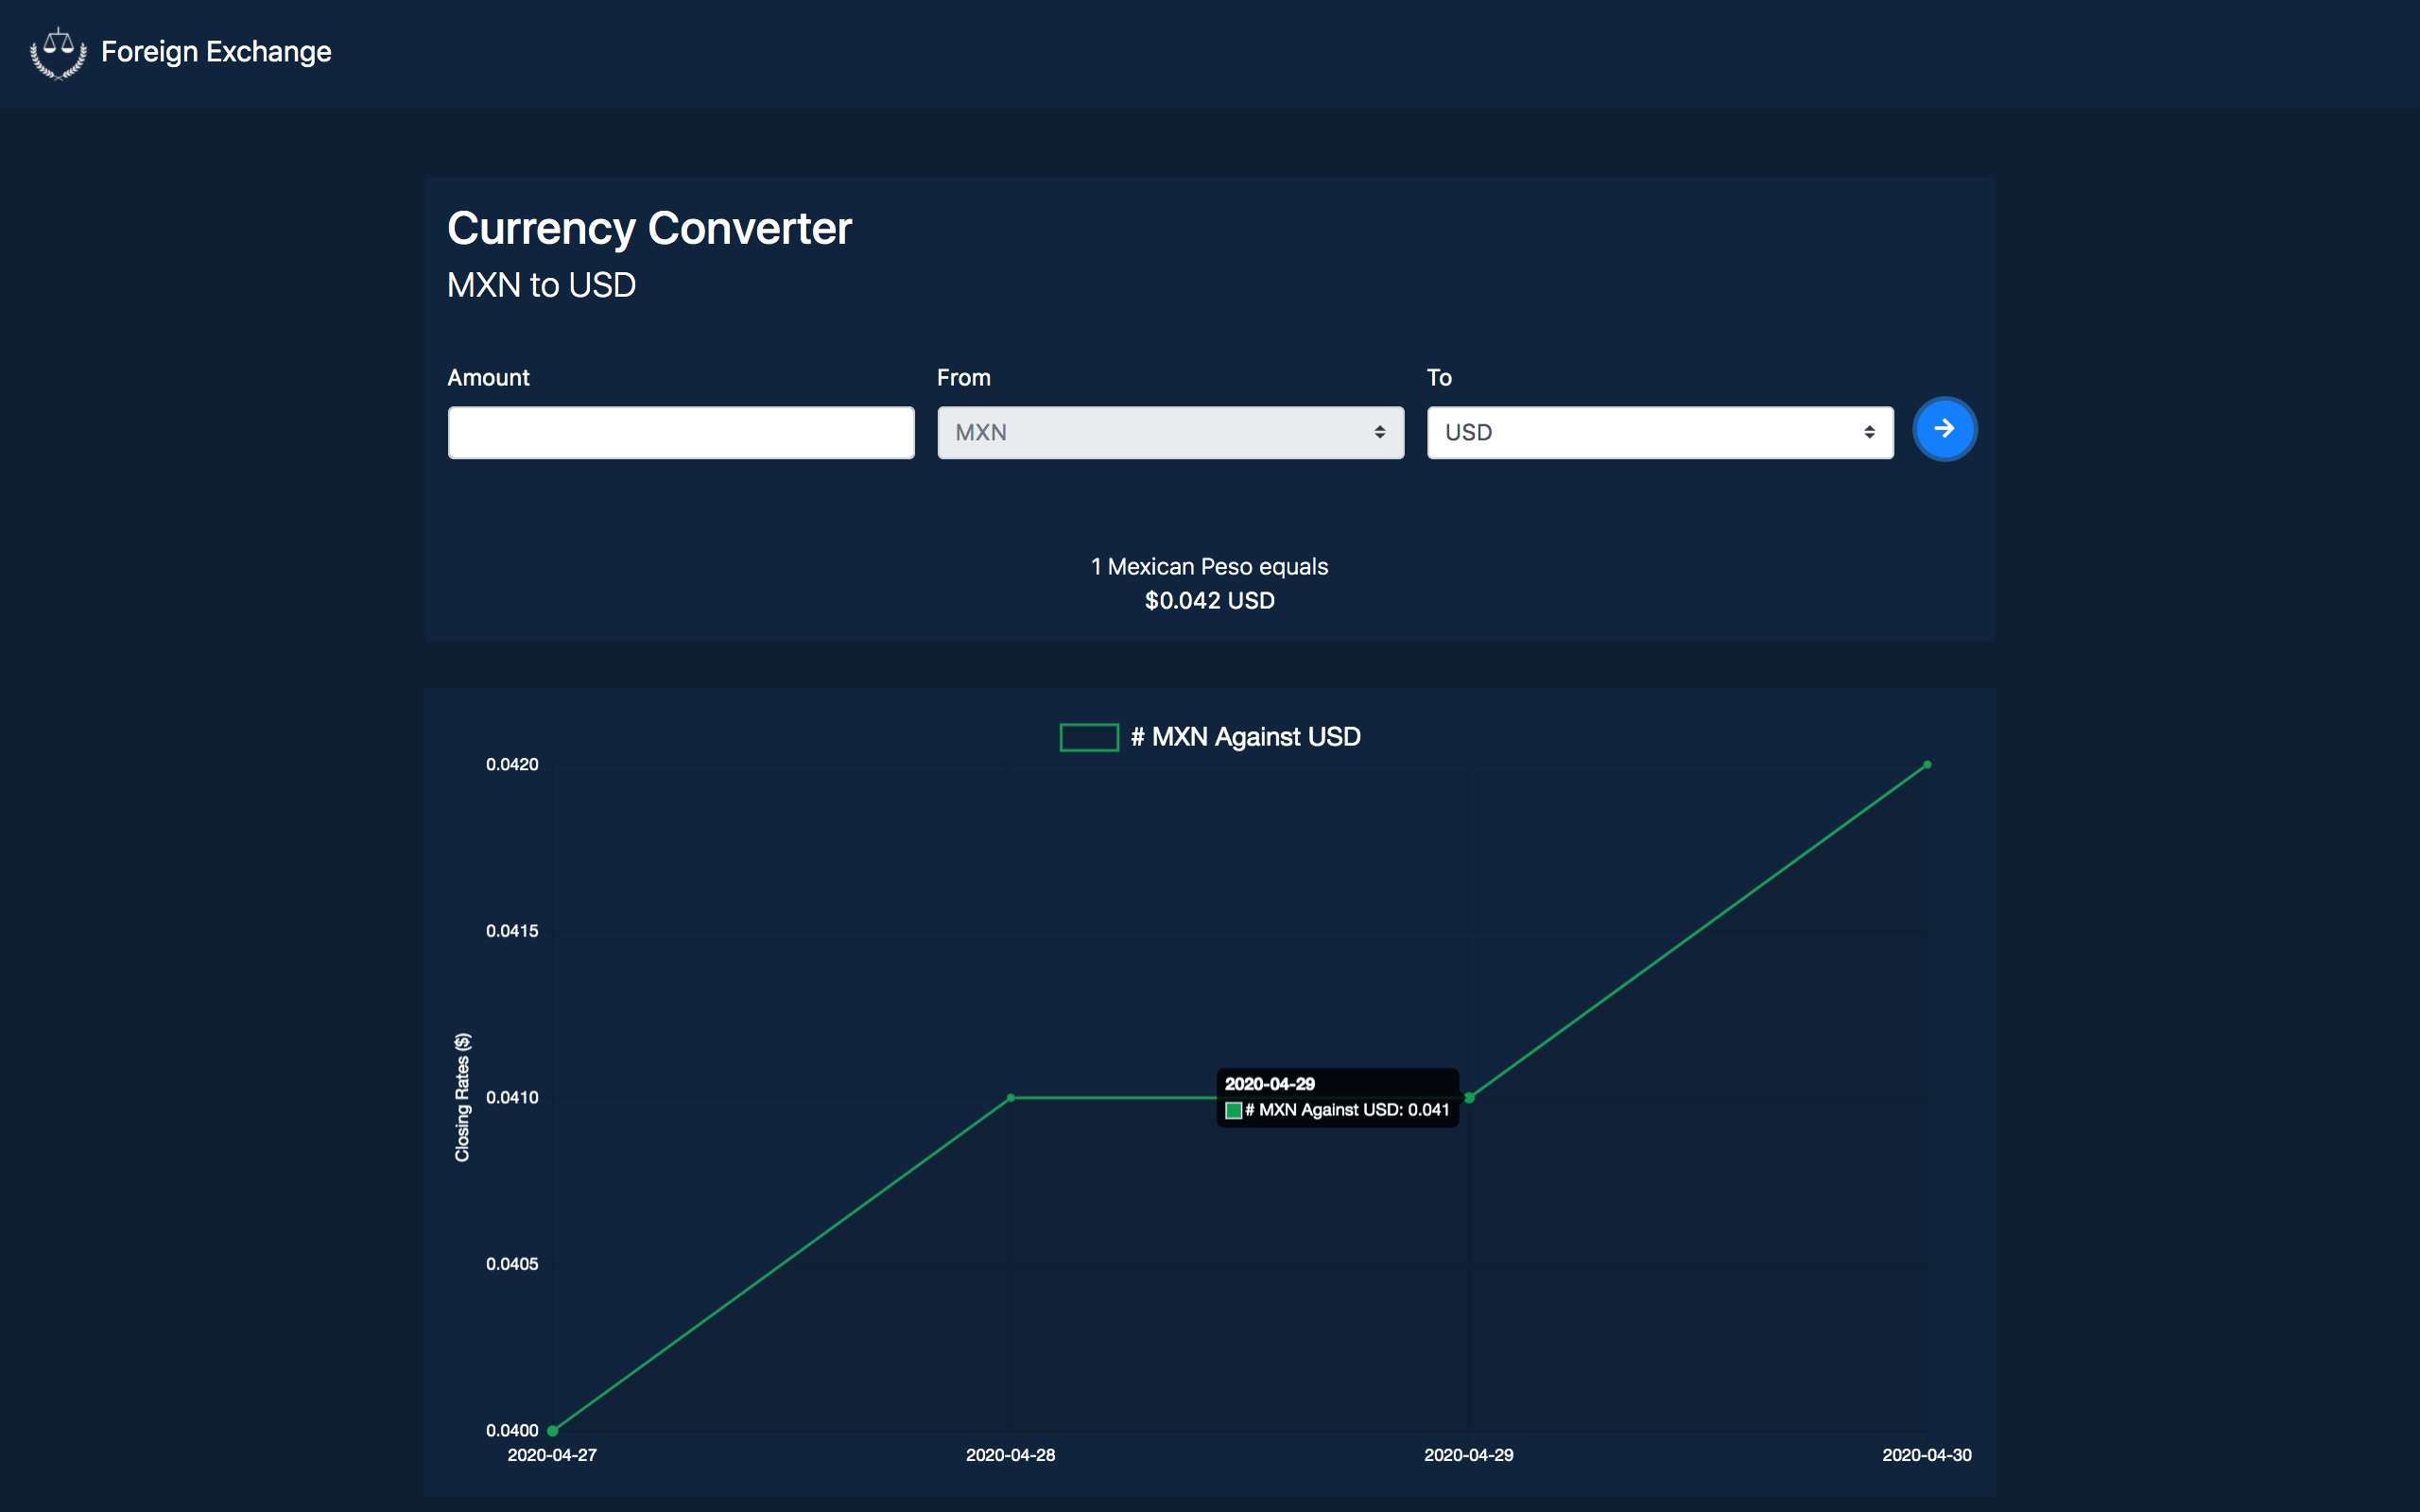 Foreign Exchange
Currency Converter
MXN to USD
Amount
From
To
MXN
USD
1 Mexican Peso equals
$0.042 USD
# MXN Against USD
0.0420
0.0415
0.0410
0.0405
0.0400
Closing Rates ($)
2020-04-29
# MXN Against USD: 0.041
2020-04-27
2020-04-28
2020-04-29
2020-04-30